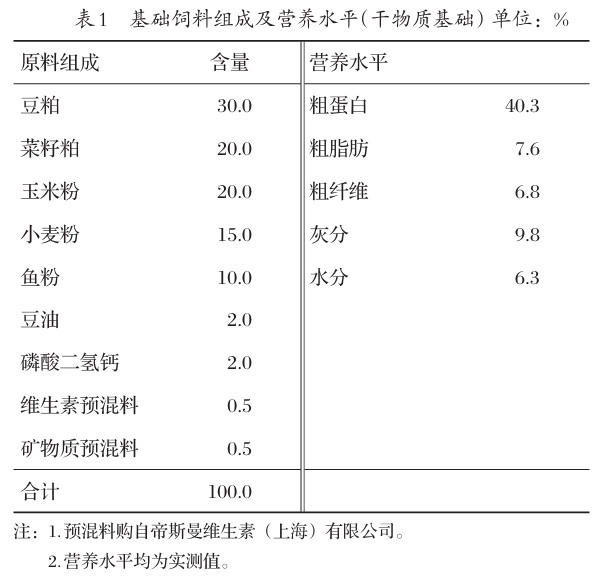 表1 基础饲料组成及营养水平(干物质基础) 单位：%
原料组成 含量 营养水平
豆粕 30.0 粗蛋白 40.3
菜籽粕 20.0 粗脂肪 7.6
玉米粉 20.0 粗纤维 6.8
小麦粉 15.0 灰分 9.8
鱼粉 10.0 水分 6.3
豆油 2.0
磷酸二氢钙 2.0
维生素预混料 0.5
矿物质预混料 0.5
合计 100.0
注：1.预混料购自帝斯曼维生素（上海）有限公司。
2.营养水平均为实测值。